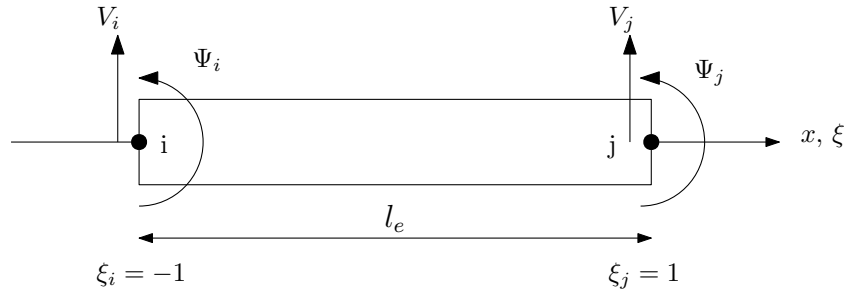 V_i V_j
Ψ_i Ψ_j
i j x, ξ
l_e
ξ_i = −1 ξ_j = 1